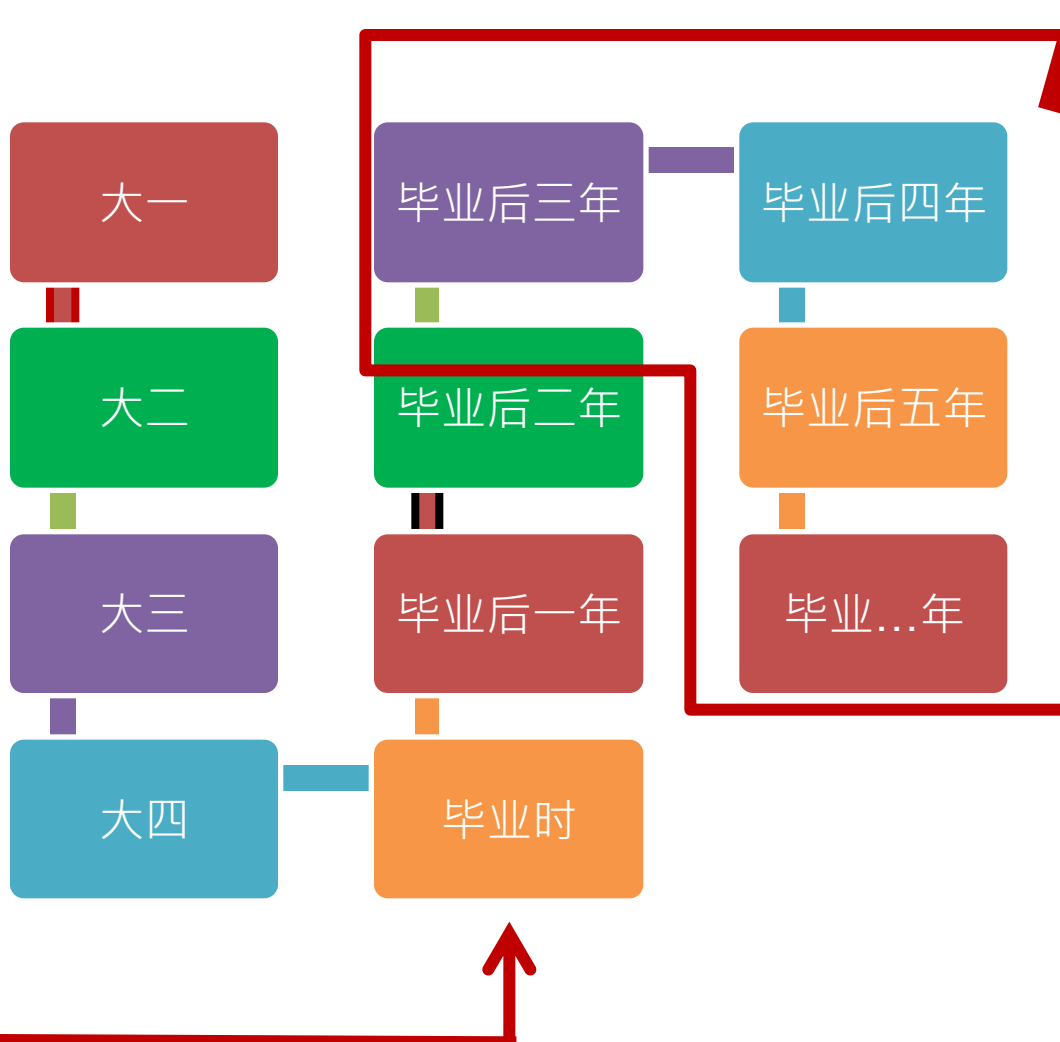 大一
大二
大三
大四
毕业时
毕业后一年
毕业后二年
毕业后三年
毕业后四年
毕业后五年
毕业…年